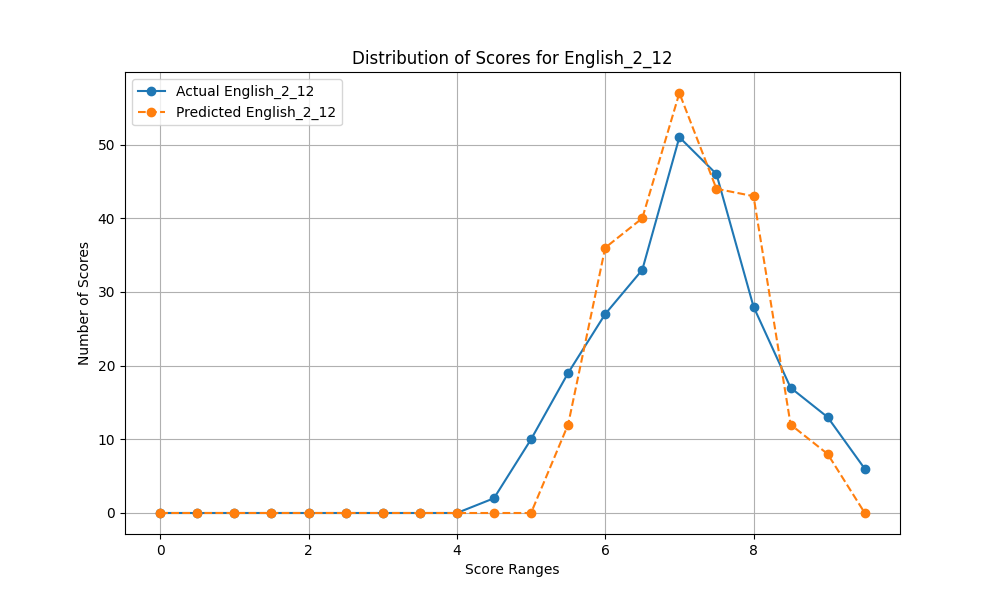 Distribution of Scores for English_2_12
Actual English_2_12
Predicted English_2_12
Number of Scores
50
40
30
20
10
0
0 2 4 6 8
Score Ranges